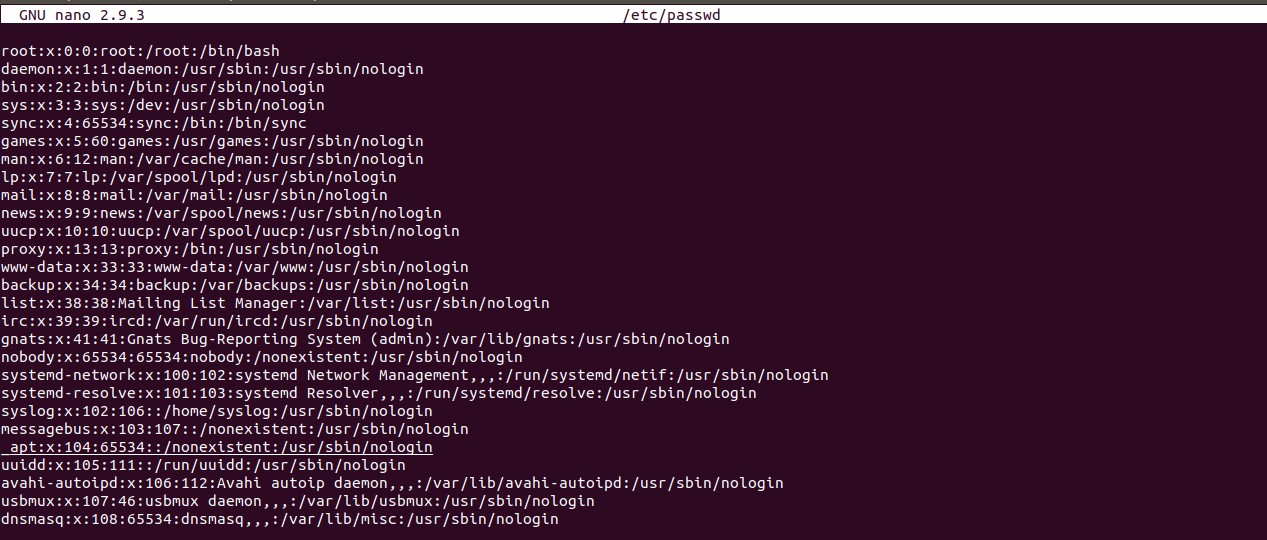 GNU nano 2.9.3 /etc/passwd
root:x:0:0:root:/root:/bin/bash
daemon:x:1:1:daemon:/usr/sbin:/usr/sbin/nologin
bin:x:2:2:bin:/bin:/usr/sbin/nologin
sys:x:3:3:sys:/dev:/usr/sbin/nologin
sync:x:4:65534:sync:/bin:/bin/sync
games:x:5:60:games:/usr/games:/usr/sbin/nologin
man:x:6:12:man:/var/cache/man:/usr/sbin/nologin
lp:x:7:7:lp:/var/spool/lpd:/usr/sbin/nologin
mail:x:8:8:mail:/var/mail:/usr/sbin/nologin
news:x:9:9:news:/var/spool/news:/usr/sbin/nologin
uucp:x:10:10:uucp:/var/spool/uucp:/usr/sbin/nologin
proxy:x:13:13:proxy:/bin:/usr/sbin/nologin
www-data:x:33:33:www-data:/var/www:/usr/sbin/nologin
backup:x:34:34:backup:/var/backups:/usr/sbin/nologin
list:x:38:38:Mailing List Manager:/var/list:/usr/sbin/nologin
irc:x:39:39:ircd:/var/run/ircd:/usr/sbin/nologin
gnats:x:41:41:Gnats Bug-Reporting System (admin):/var/lib/gnats:/usr/sbin/nologin
nobody:x:65534:65534:nobody:/nonexistent:/usr/sbin/nologin
systemd-network:x:100:102:systemd Network Management,,,:/run/systemd/netif:/usr/sbin/nologin
systemd-resolve:x:101:103:systemd Resolver,,,:/run/systemd/resolve:/usr/sbin/nologin
syslog:x:102:106::/home/syslog:/usr/sbin/nologin
messagebus:x:103:107::/nonexistent:/usr/sbin/nologin
_apt:x:104:65534::/nonexistent:/usr/sbin/nologin
uuidd:x:105:111::/run/uuidd:/usr/sbin/nologin
avahi-autoipd:x:106:112:Avahi autoip daemon,,,:/var/lib/avahi-autoipd:/usr/sbin/nologin
usbmux:x:107:46:usbmux daemon,,,:/var/lib/usbmux:/usr/sbin/nologin
dnsmasq:x:108:65534:dnsmasq,,,:/var/lib/misc:/usr/sbin/nologin